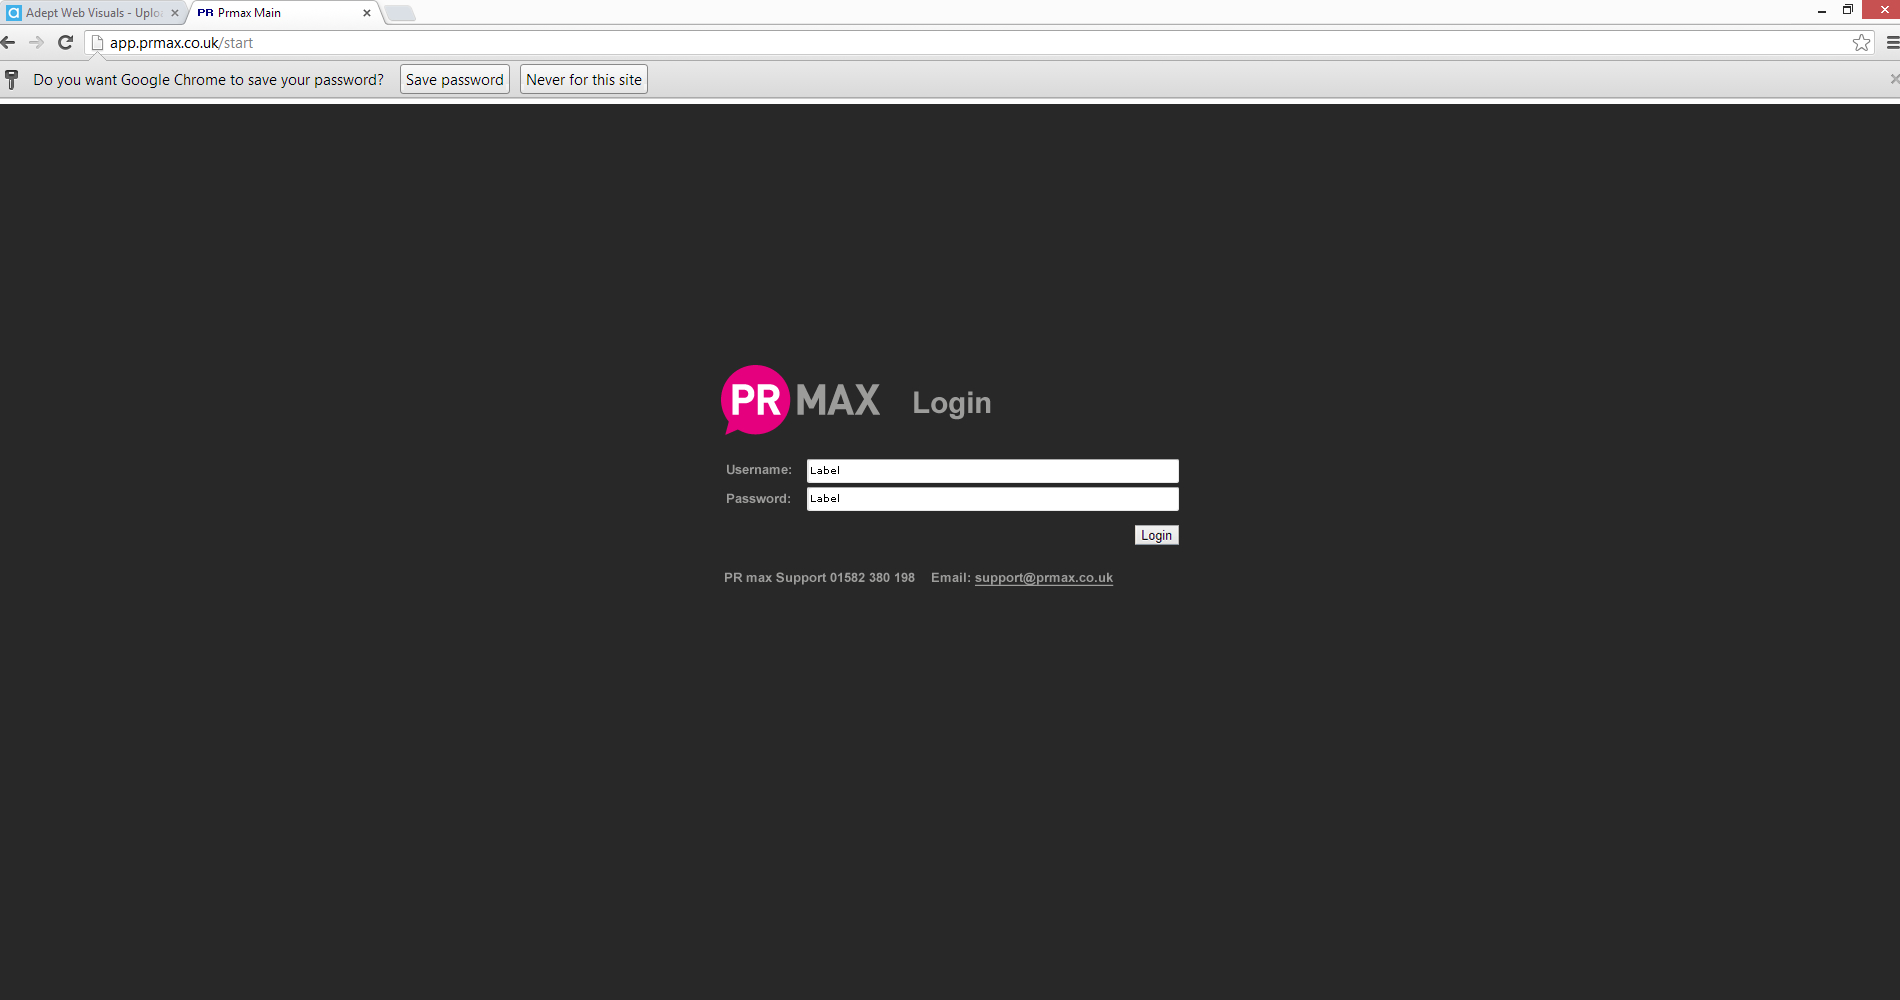 Adept Web Visuals - Uplo
PR Prmax Main
app.prmax.co.uk/start
Do you want Google Chrome to save your password? Save password Never for this site
PR MAX Login
Username: Label
Password: Label
Login
PR max Support 01582 380 198 Email: support@prmax.co.uk